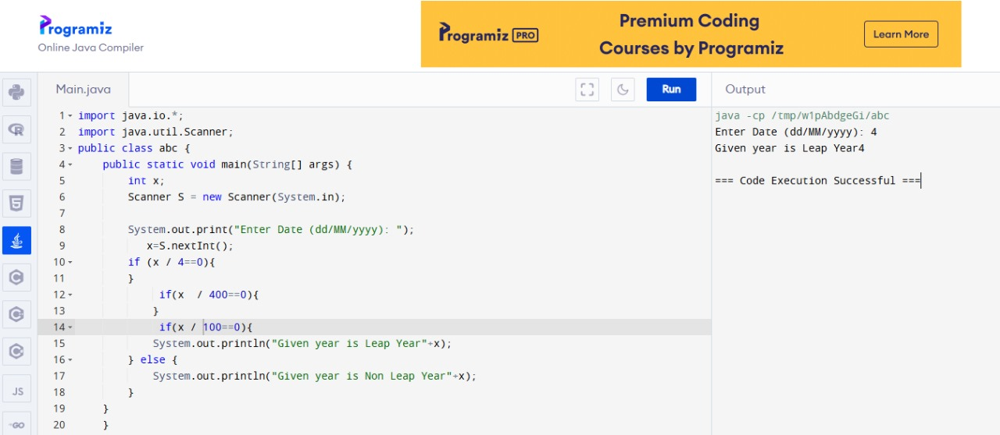 Programiz
Online Java Compiler
Programiz PRO
Premium Coding
Courses by Programiz
Learn More
Main.java
Run
Output
1 import java.io.*;
2 import java.util.Scanner;
3 public class abc {
4     public static void main(String[] args) {
5         int x;
6         Scanner S = new Scanner(System.in);
7
8         System.out.print("Enter Date (dd/MM/yyyy): ");
9            x=S.nextInt();
10         if (x / 4==0){
11         }
12              if(x  / 400==0){
13             }
14              if(x / 100==0){
15             System.out.println("Given year is Leap Year"+x);
16         } else {
17             System.out.println("Given year is Non Leap Year"+x);
18         }
19     }
20     }
java -cp /tmp/w1pAbdgeGi/abc
Enter Date (dd/MM/yyyy): 4
Given year is Leap Year4
=== Code Execution Successful ===
R
5
C
C
C
JS
GO